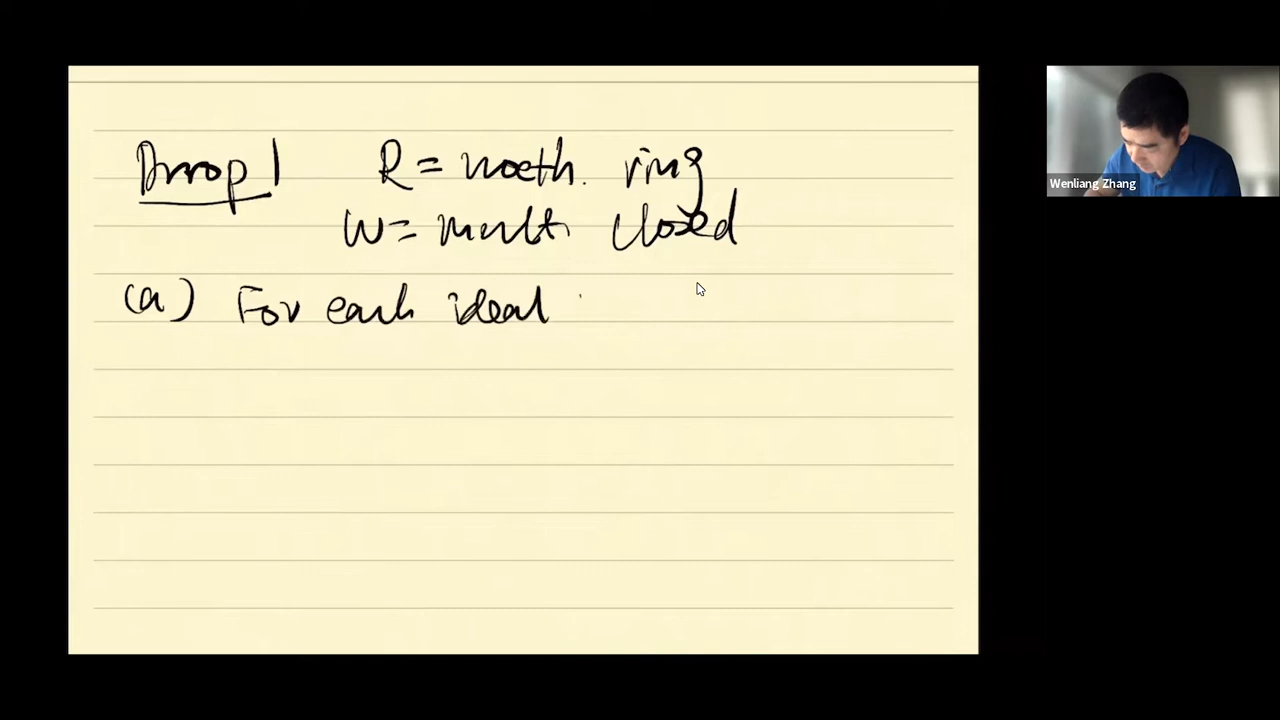 Prop 1 R = noeth. ring
W = mult. closed
(a) For each ideal
Wenliang Zhang